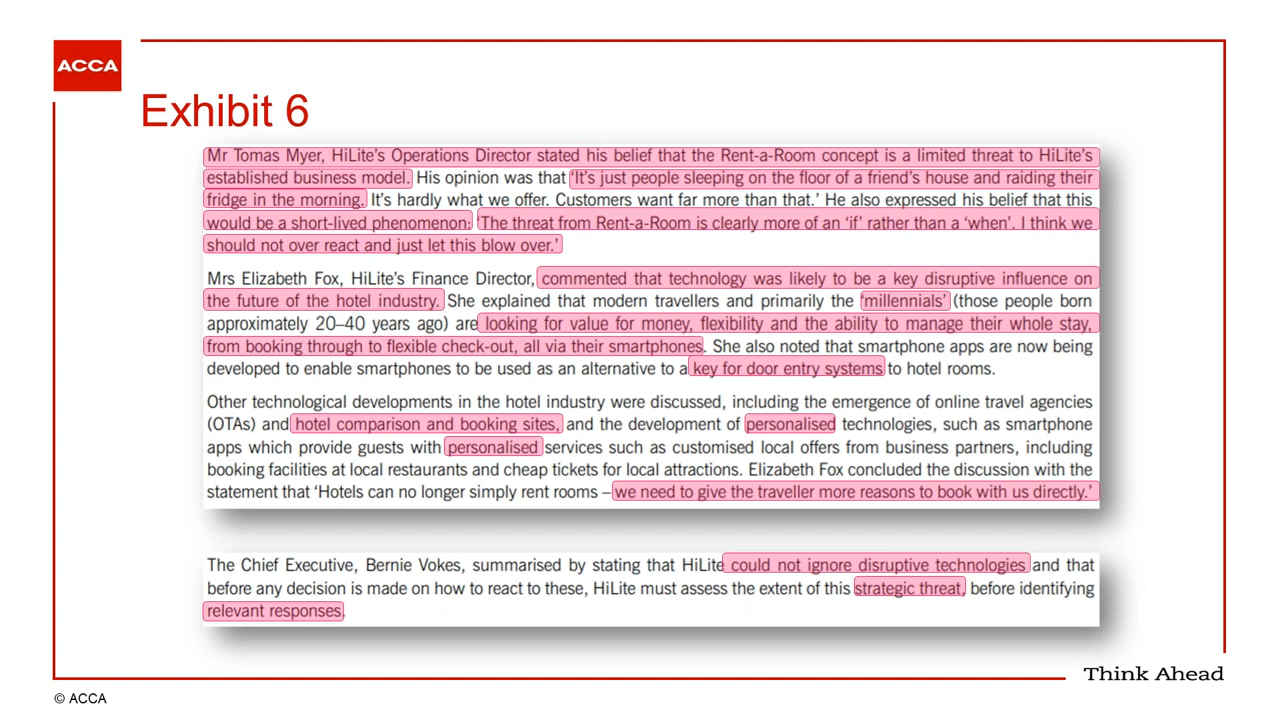 ACCA
Exhibit 6
Mr Tomas Myer, HiLite's Operations Director stated his belief that the Rent-a-Room concept is a limited threat to HiLite's
established business model. His opinion was that 'It's just people sleeping on the floor of a friend's house and raiding their
fridge in the morning. It's hardly what we offer. Customers want far more than that.' He also expressed his belief that this
would be a short-lived phenomenon: 'The threat from Rent-a-Room is clearly more of an 'if' rather than a 'when'. I think we
should not over react and just let this blow over.'
Mrs Elizabeth Fox, HiLite's Finance Director, commented that technology was likely to be a key disruptive influence on
the future of the hotel industry. She explained that modern travellers and primarily the 'millennials' (those people born
approximately 20–40 years ago) are looking for value for money, flexibility and the ability to manage their whole stay,
from booking through to flexible check-out, all via their smartphones. She also noted that smartphone apps are now being
developed to enable smartphones to be used as an alternative to a key for door entry systems to hotel rooms.
Other technological developments in the hotel industry were discussed, including the emergence of online travel agencies
(OTAs) and hotel comparison and booking sites, and the development of personalised technologies, such as smartphone
apps which provide guests with personalised services such as customised local offers from business partners, including
booking facilities at local restaurants and cheap tickets for local attractions. Elizabeth Fox concluded the discussion with the
statement that 'Hotels can no longer simply rent rooms – we need to give the traveller more reasons to book with us directly.'
The Chief Executive, Bernie Vokes, summarised by stating that HiLite could not ignore disruptive technologies and that
before any decision is made on how to react to these, HiLite must assess the extent of this strategic threat, before identifying
relevant responses.
Think Ahead
© ACCA